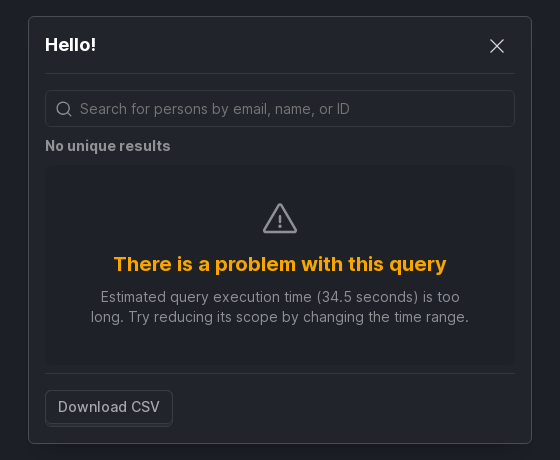 Hello!
Search for persons by email, name, or ID
No unique results
There is a problem with this query
Estimated query execution time (34.5 seconds) is too
long. Try reducing its scope by changing the time range.
Download CSV